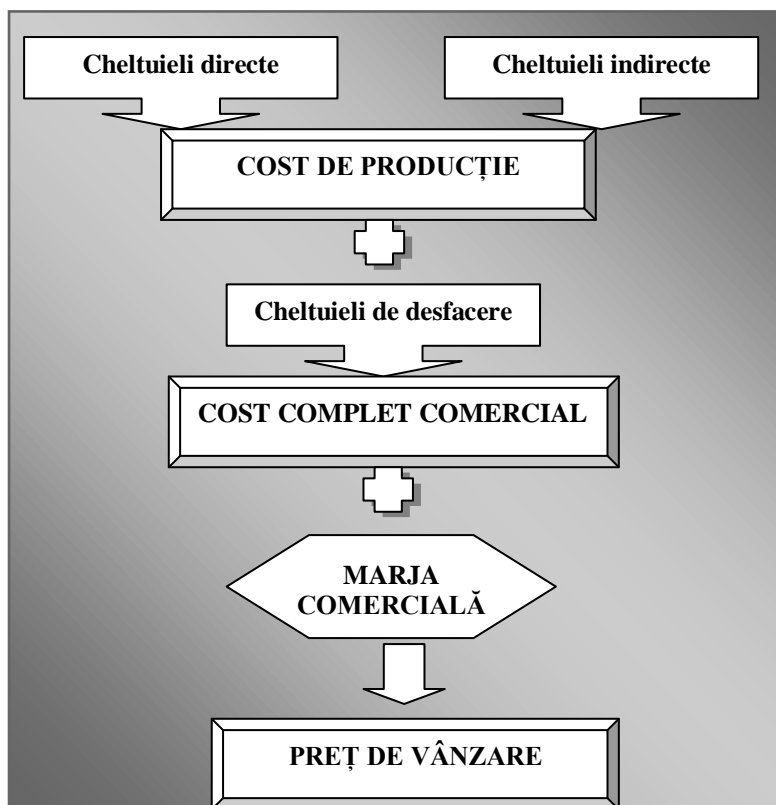 Cheltuieli directe
Cheltuieli indirecte
COST DE PRODUCȚIE
Cheltuieli de desfacere
COST COMPLET COMERCIAL
MARJA
COMERCIALĂ
PREȚ DE VÂNZARE